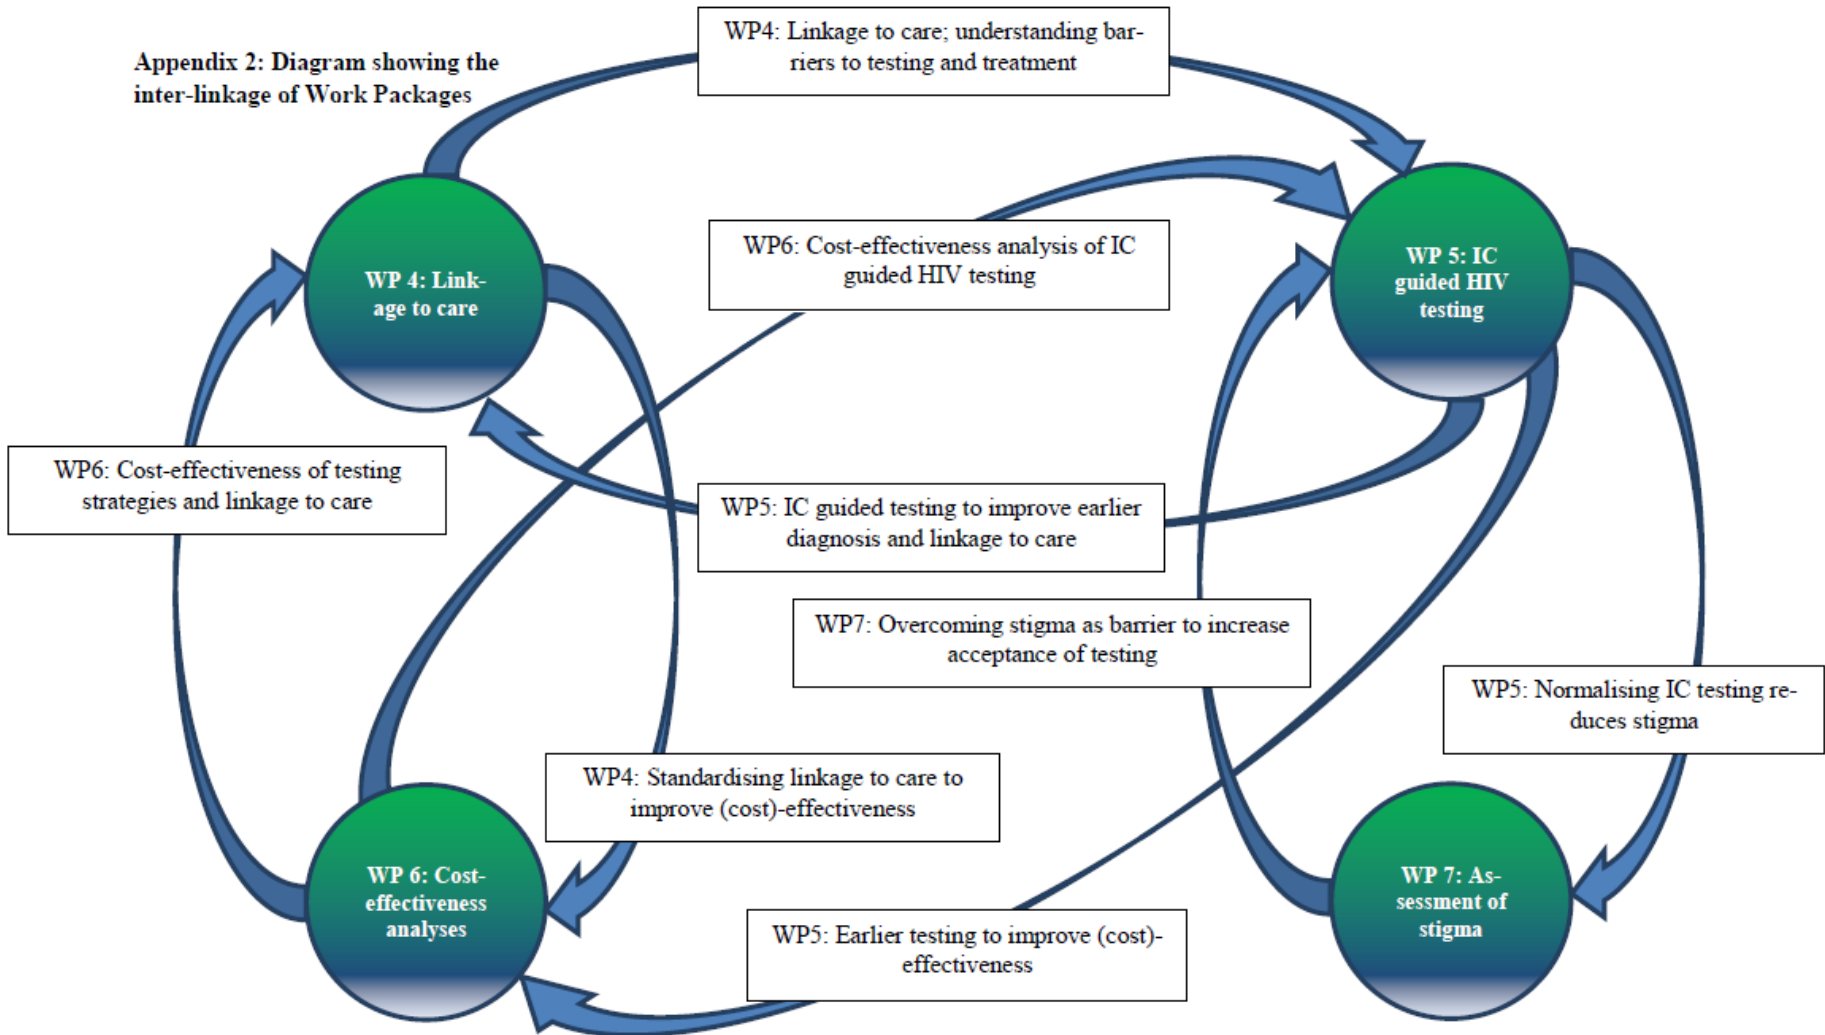 WP4: Linkage to care; understanding bar-
riers to testing and treatment
Appendix 2: Diagram showing the
inter-linkage of Work Packages
WP6: Cost-effectiveness analysis of IC
guided HIV testing
WP 4: Link-
age to care
WP 5: IC
guided HIV
testing
WP6: Cost-effectiveness of testing
strategies and linkage to care
WP5: IC guided testing to improve earlier
diagnosis and linkage to care
WP7: Overcoming stigma as barrier to increase
acceptance of testing
WP5: Normalising IC testing re-
duces stigma
WP4: Standardising linkage to care to
improve (cost)-effectiveness
WP 6: Cost-
effectiveness
analyses
WP 7: As-
sessment of
stigma
WP5: Earlier testing to improve (cost)-
effectiveness